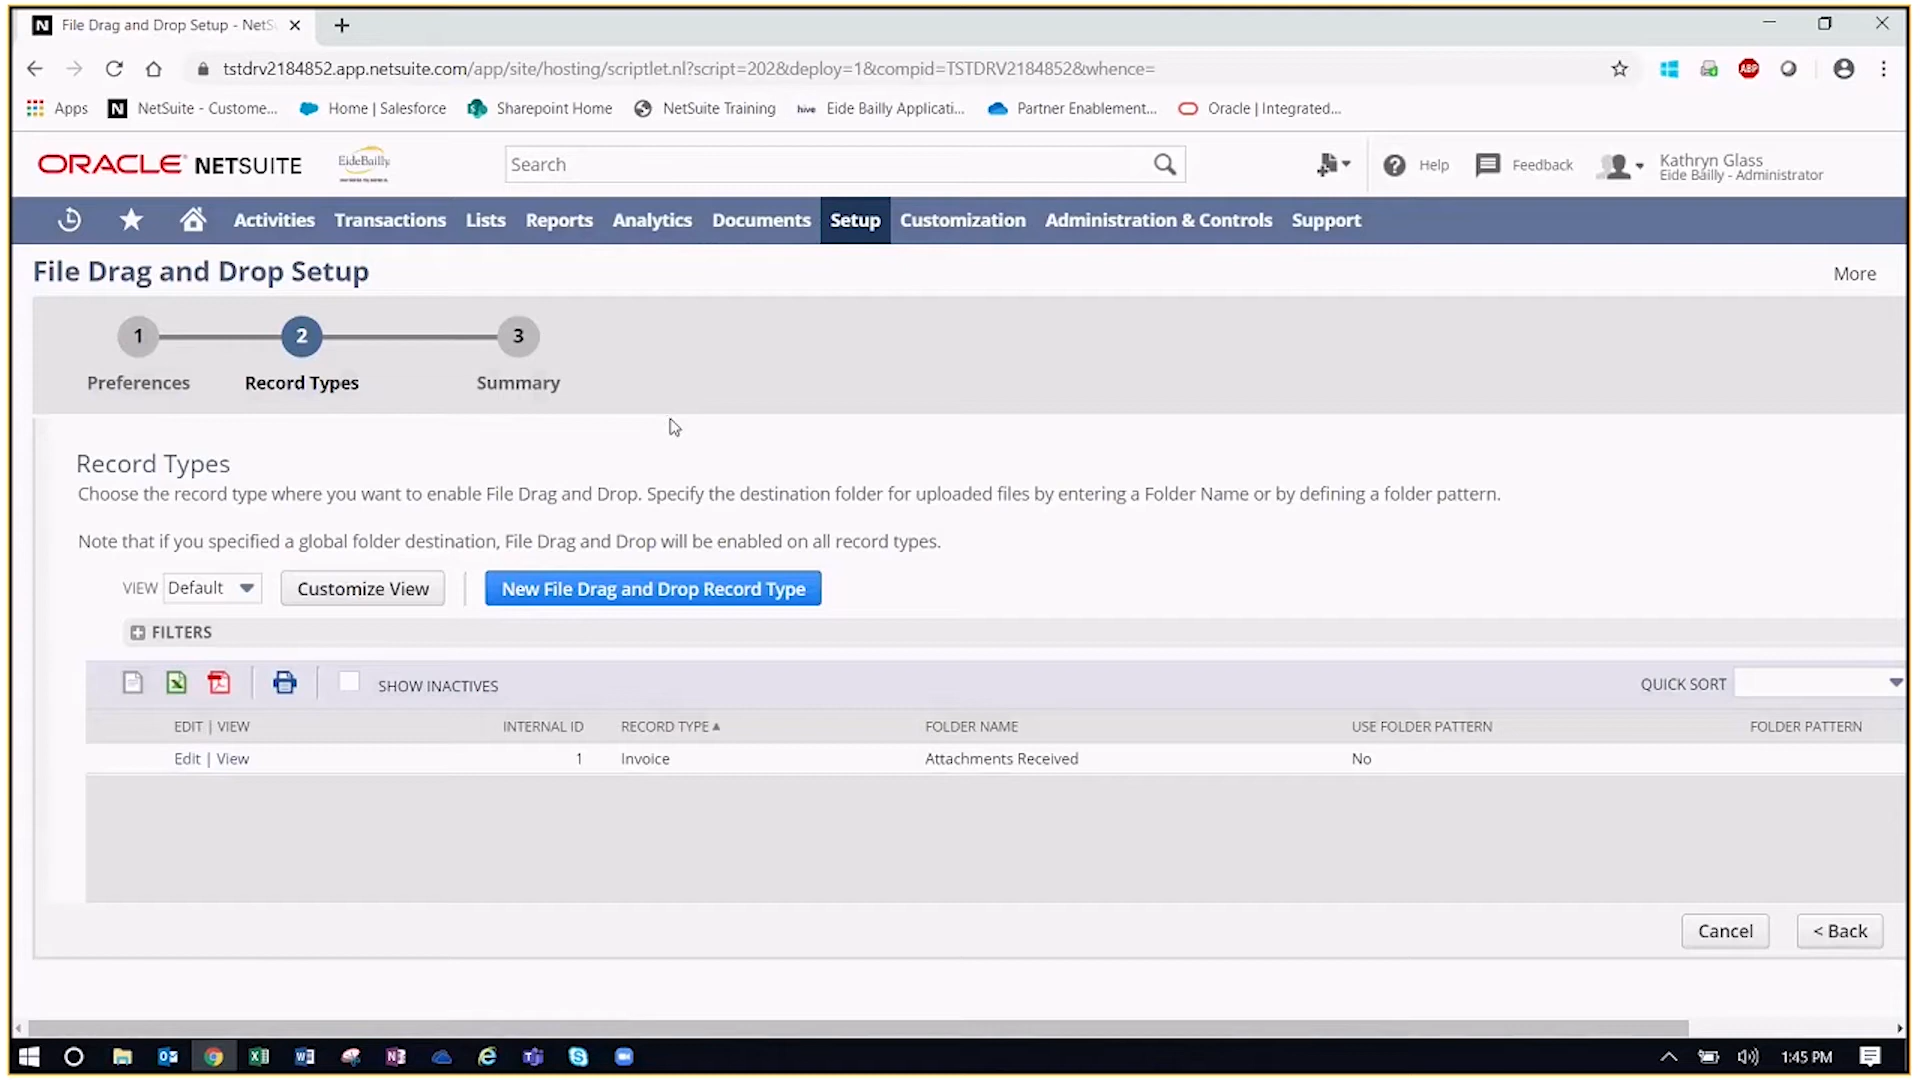 File Drag and Drop Setup - NetS
tstdrv2184852.app.netsuite.com/app/site/hosting/scriptlet.nl?script=202&deploy=1&compid=TSTDRV2184852&whence=
ABP
Apps
N
NetSuite - Custome...
Home | Salesforce
Sharepoint Home
NetSuite Training
hive
Eide Bailly Applicati...
Partner Enablement...
Oracle | Integrated...
ORACLE NETSUITE
EideBailly
Search
Help
Feedback
Kathryn Glass
Eide Bailly - Administrator
Activities
Transactions
Lists
Reports
Analytics
Documents
Setup
Customization
Administration & Controls
Support
File Drag and Drop Setup
More
1
2
3
Preferences
Record Types
Summary
Record Types
Choose the record type where you want to enable File Drag and Drop. Specify the destination folder for uploaded files by entering a Folder Name or by defining a folder pattern.
Note that if you specified a global folder destination, File Drag and Drop will be enabled on all record types.
VIEW
Default
Customize View
New File Drag and Drop Record Type
FILTERS
SHOW INACTIVES
QUICK SORT
EDIT | VIEW
INTERNAL ID
RECORD TYPE
FOLDER NAME
USE FOLDER PATTERN
FOLDER PATTERN
Edit | View
1
Invoice
Attachments Received
No
Cancel
< Back
1:45 PM